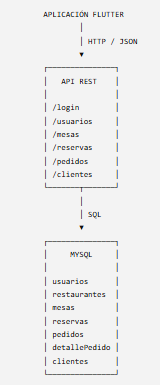 APLICACIÓN FLUTTER
HTTP / JSON
API REST
/login
/usuarios
/mesas
/reservas
/pedidos
/clientes
SQL
MYSQL
usuarios
restaurantes
mesas
reservas
pedidos
detallePedido
clientes